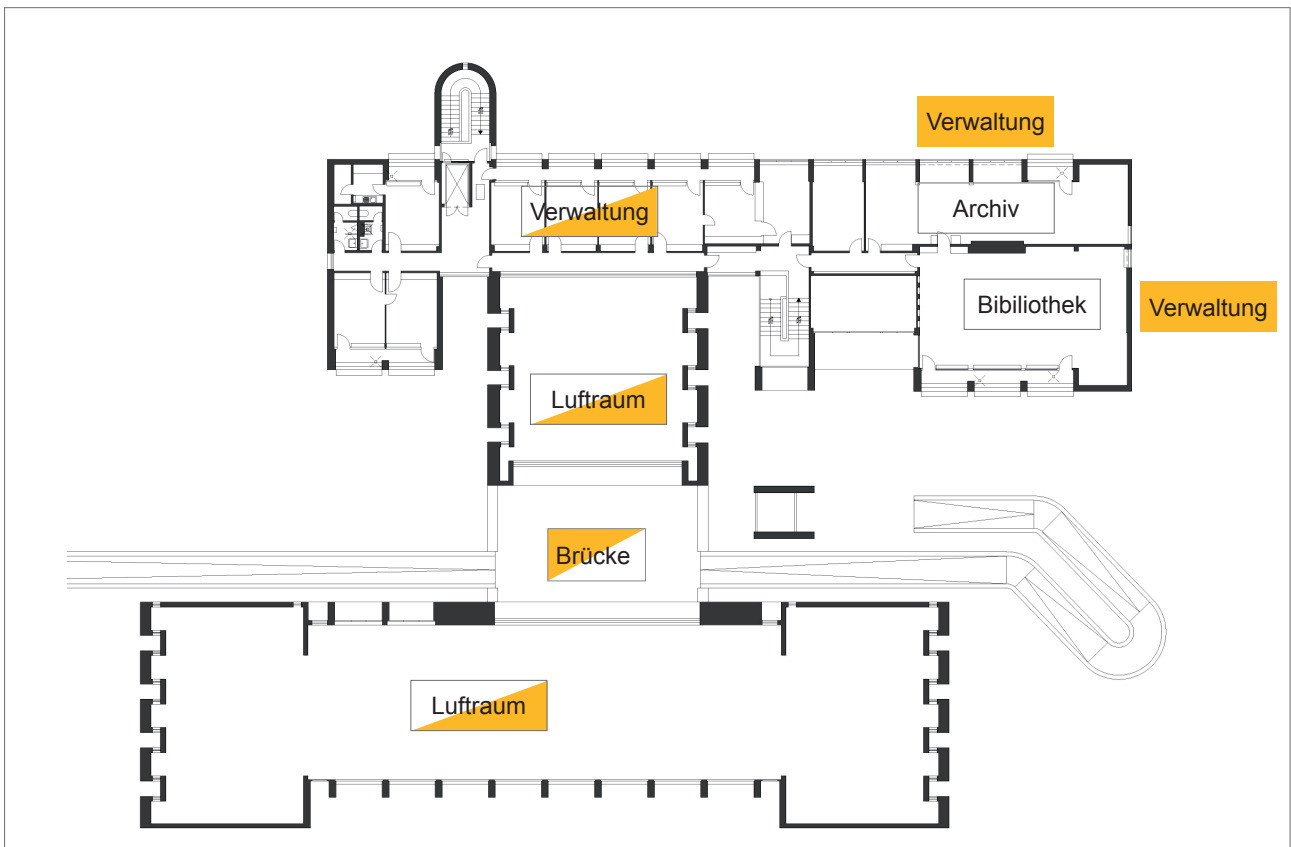 Verwaltung
Verwaltung
Archiv
Bibiliothek
Verwaltung
Luftraum
Brücke
Luftraum